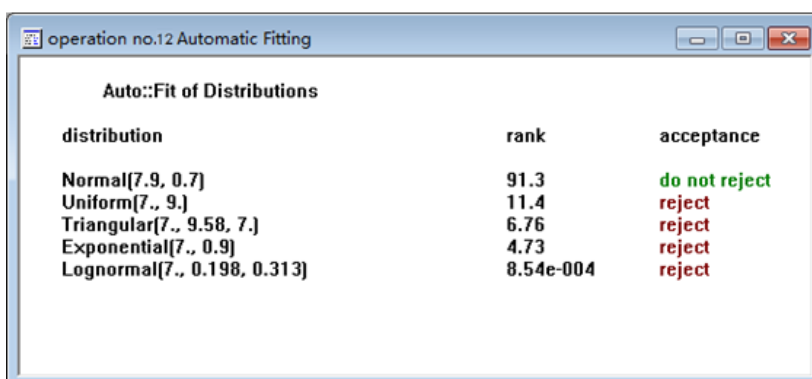 operation no.12 Automatic Fitting
Auto::Fit of Distributions
distribution rank acceptance
Normal(7.9, 0.7) 91.3 do not reject
Uniform(7., 9.) 11.4 reject
Triangular(7., 9.58, 7.) 6.76 reject
Exponential(7., 0.9) 4.73 reject
Lognormal(7., 0.198, 0.313) 8.54e-004 reject